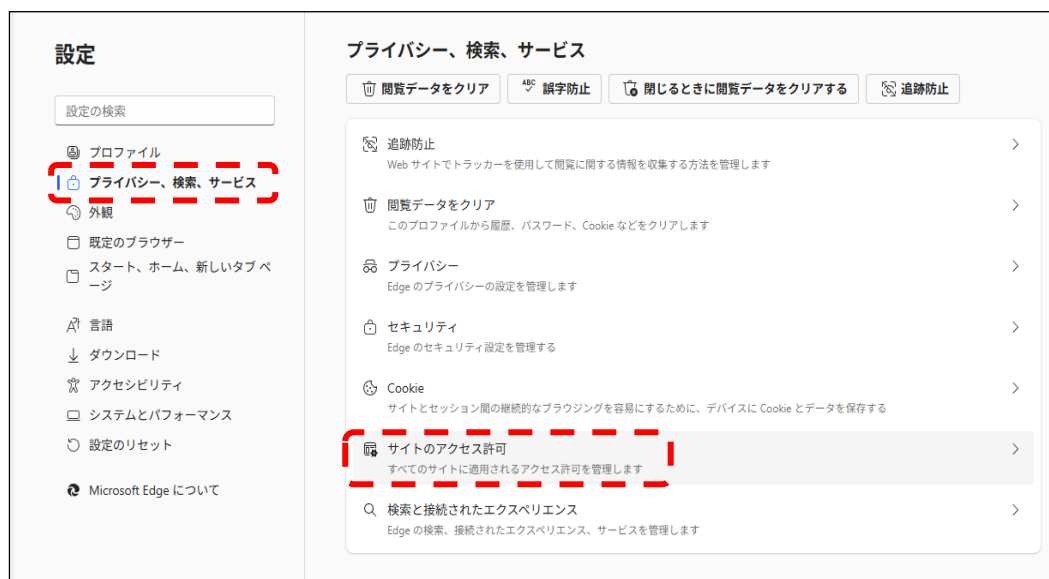 設定
設定の検索
プロファイル
プライバシー、検索、サービス
外観
既定のブラウザー
スタート、ホーム、新しいタブ ペ
ージ
言語
ダウンロード
アクセシビリティ
システムとパフォーマンス
設定のリセット
Microsoft Edge について
プライバシー、検索、サービス
閲覧データをクリア
ABC 誤字防止
閉じるときに閲覧データをクリアする
追跡防止
追跡防止
Web サイトでトラッカーを使用して閲覧に関する情報を収集する方法を管理します
閲覧データをクリア
このプロファイルから履歴、パスワード、Cookie などをクリアします
プライバシー
Edge のプライバシーの設定を管理します
セキュリティ
Edge のセキュリティ設定を管理する
Cookie
サイトとセッション間の継続的なブラウジングを容易にするために、デバイスに Cookie とデータを保存する
サイトのアクセス許可
すべてのサイトに適用されるアクセス許可を管理します
検索と接続されたエクスペリエンス
Edge の検索、接続されたエクスペリエンス、サービスを管理します